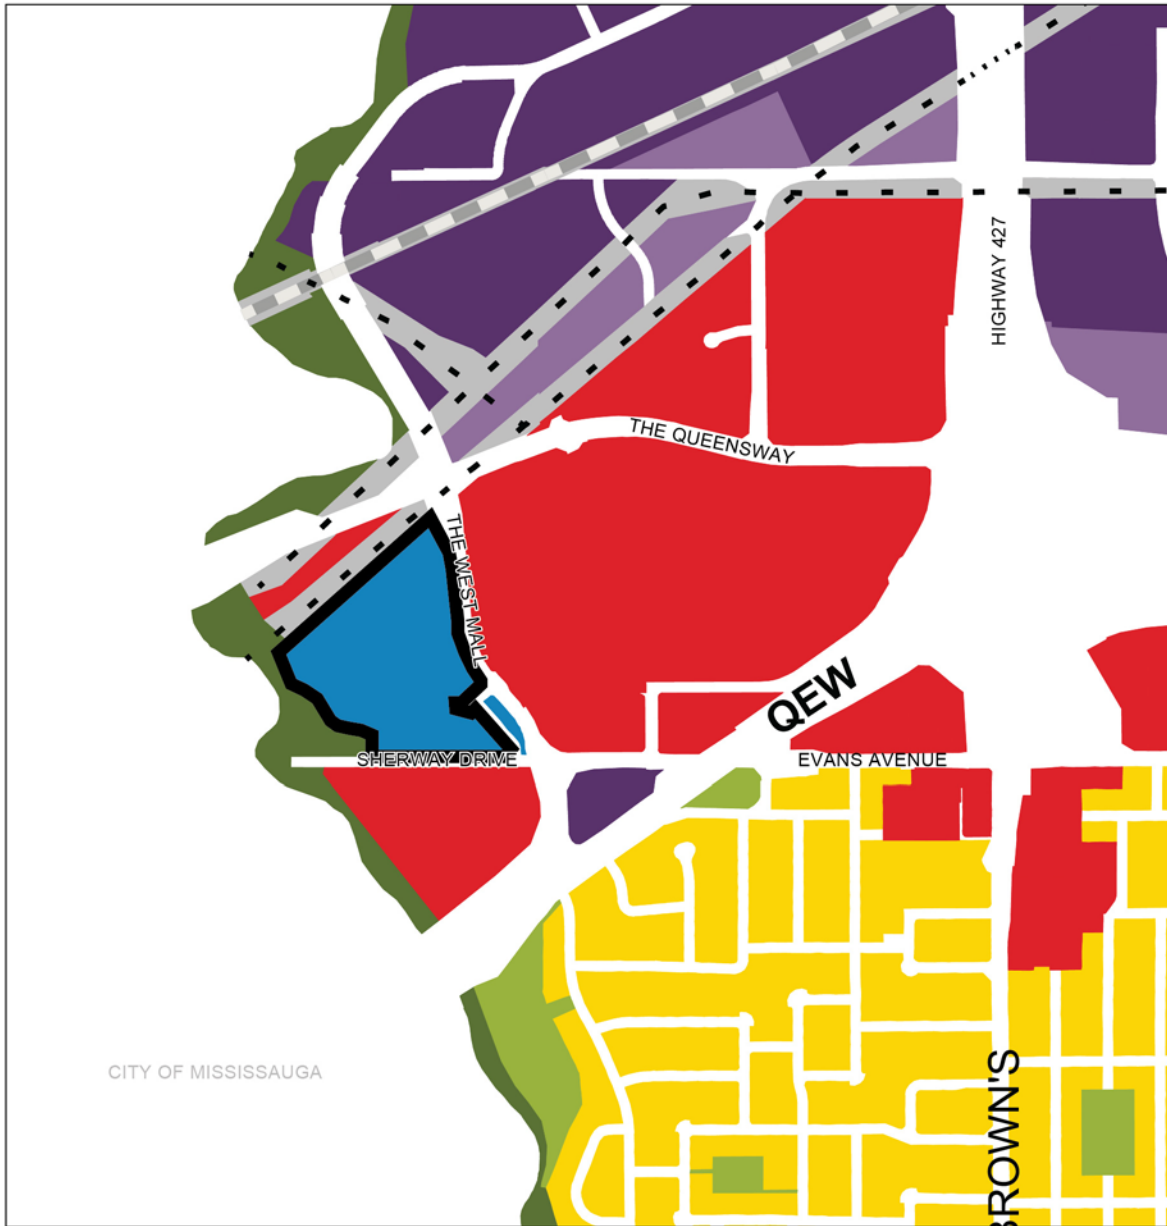 HIGHWAY 427
THE QUEENSWAY
THE WEST MALL
QEW
SHERWAY DRIVE
EVANS AVENUE
CITY OF MISSISSAUGA
BROWN'S